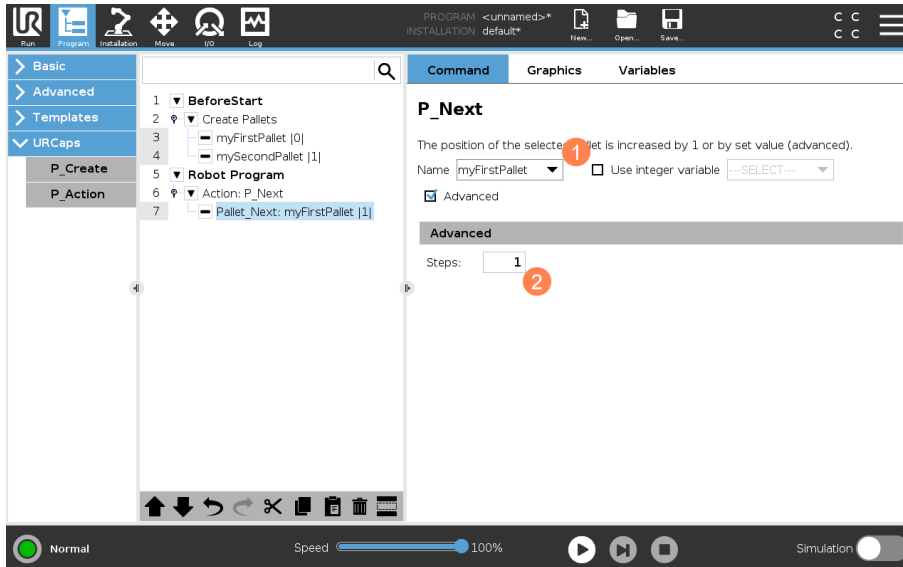 UR
PROGRAM <unnamed>*
INSTALLATION default*
Run Program Installation Move I/O Log New... Open... Save...
C C
C C
Basic
Advanced
Templates
URCaps
P_Create
P_Action
1 BeforeStart
2 Create Pallets
3 myFirstPallet |0|
4 mySecondPallet |1|
5 Robot Program
6 Action: P_Next
7 Pallet_Next: myFirstPallet |1|
Command Graphics Variables
P_Next
The position of the selecte llet is increased by 1 or by set value (advanced).
1
Name myFirstPallet Use integer variable ---SELECT---
Advanced
Advanced
Steps: 1
2
Normal Speed 100% Simulation